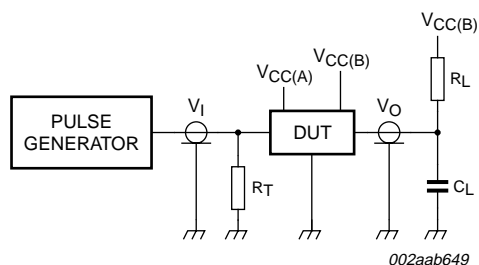 VCC(B)
VCC(B)
VCC(A)
RL
VI
VO
PULSE
GENERATOR
DUT
RT
CL
002aab649